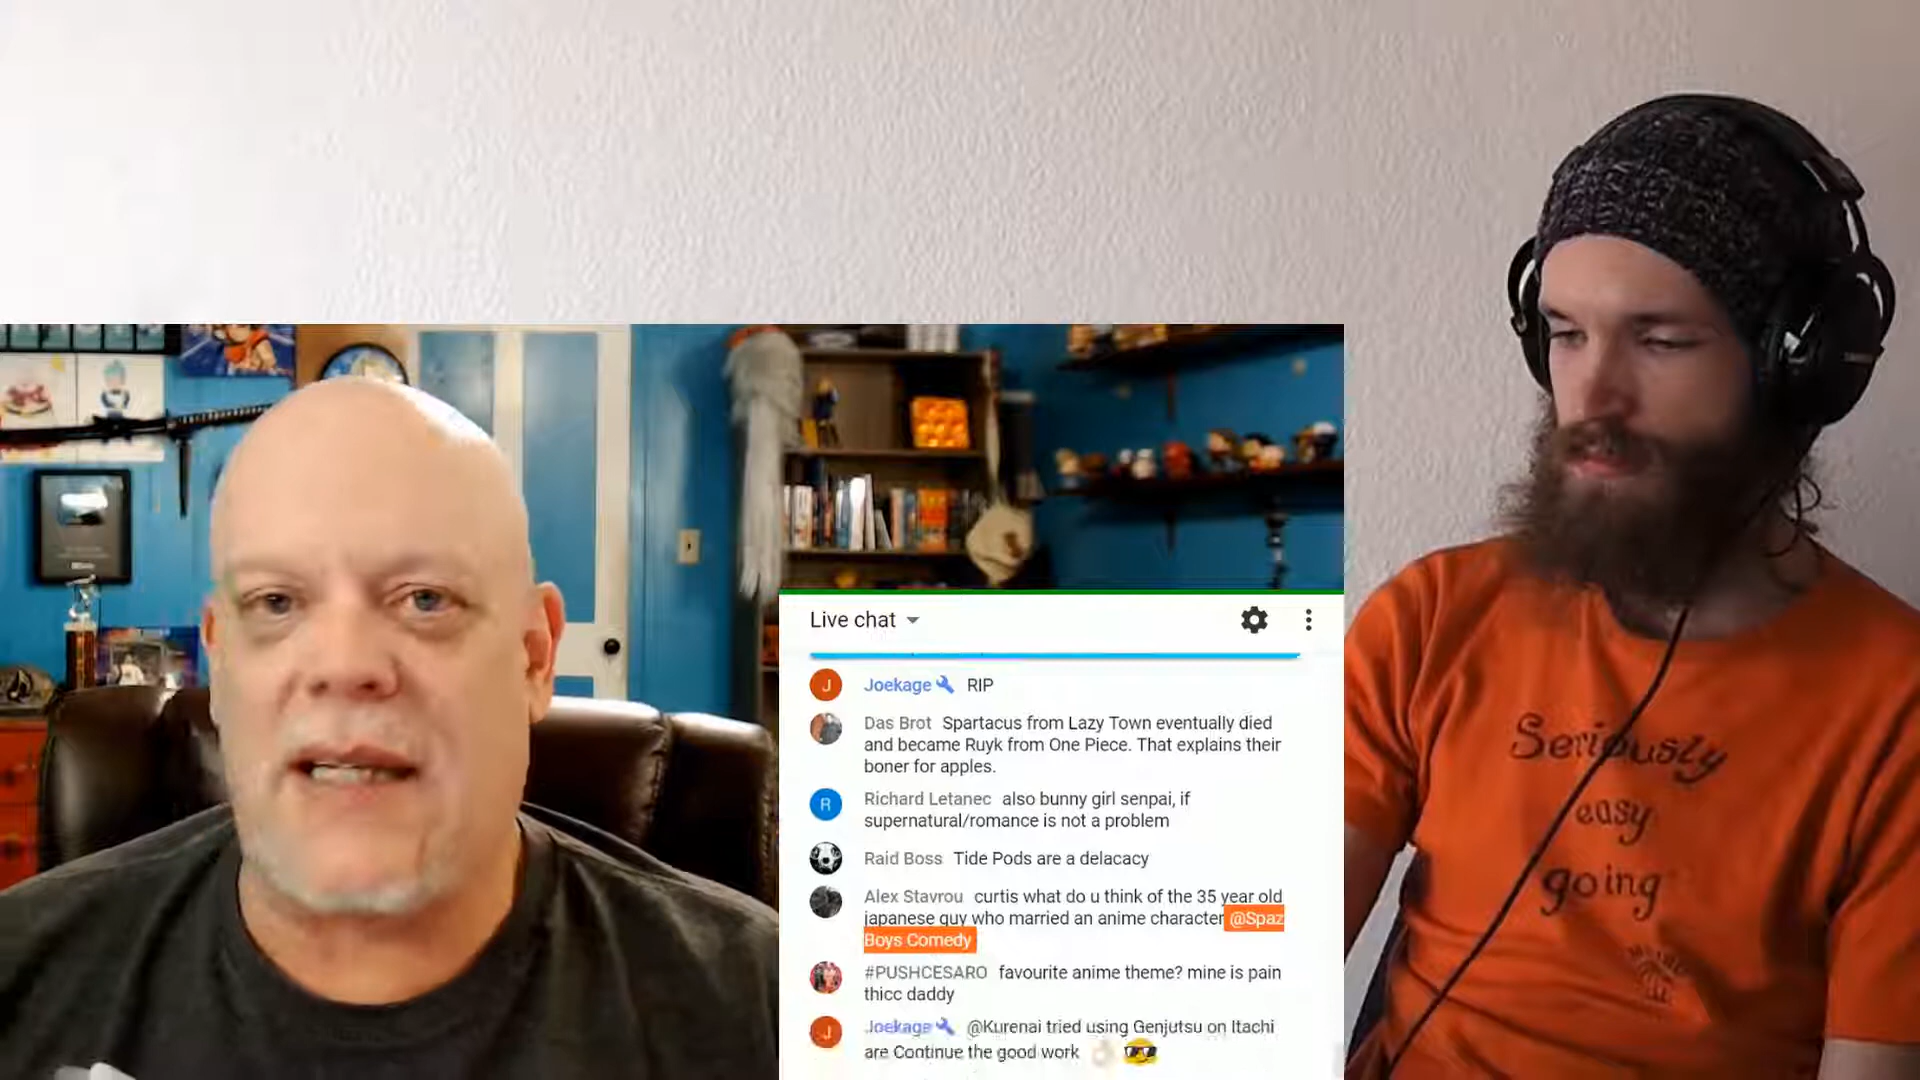 Live chat
Joekage RIP
Das Brot Spartacus from Lazy Town eventually died
and became Ruyk from One Piece. That explains their
boner for apples.
Richard Letanec also bunny girl senpai, if
supernatural/romance is not a problem
Raid Boss Tide Pods are a delacacy
Alex Stavrou curtis what do u think of the 35 year old
japanese guy who married an anime character @Spaz
Boys Comedy
#PUSHCESARO favourite anime theme? mine is pain
thicc daddy
Joekage @Kurenai tried using Genjutsu on Itachi
are Continue the good work
Seriously
easy
going